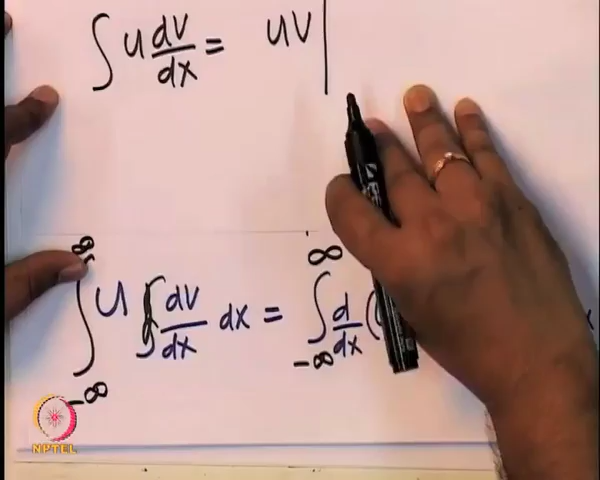 ∫ u dv/dx = uv |
∫_{-∞}^{∞} u ∫ dv/dx dx = ∫_{-∞}^{∞} d/dx (
NPTEL